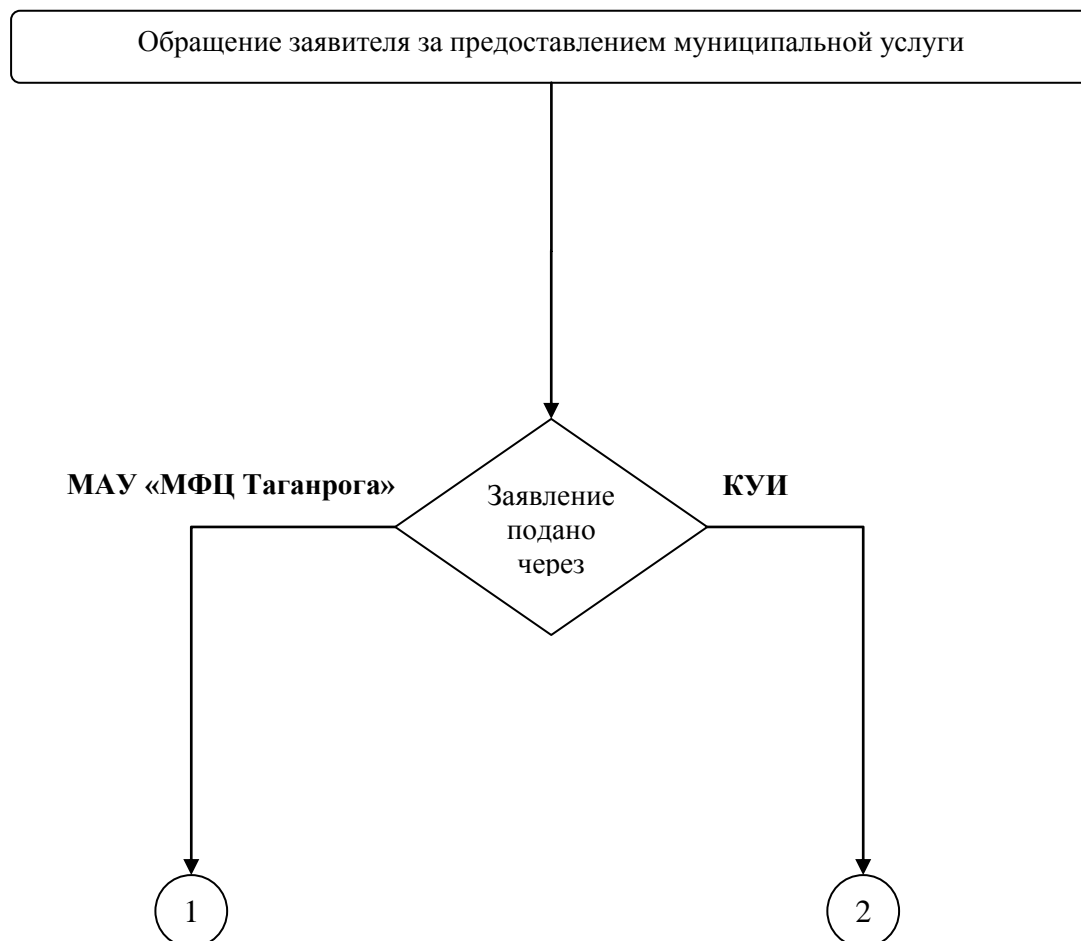 Обращение заявителя за предоставлением муниципальной услуги
МАУ «МФЦ Таганрога»
КУИ
Заявление
подано
через
1
2